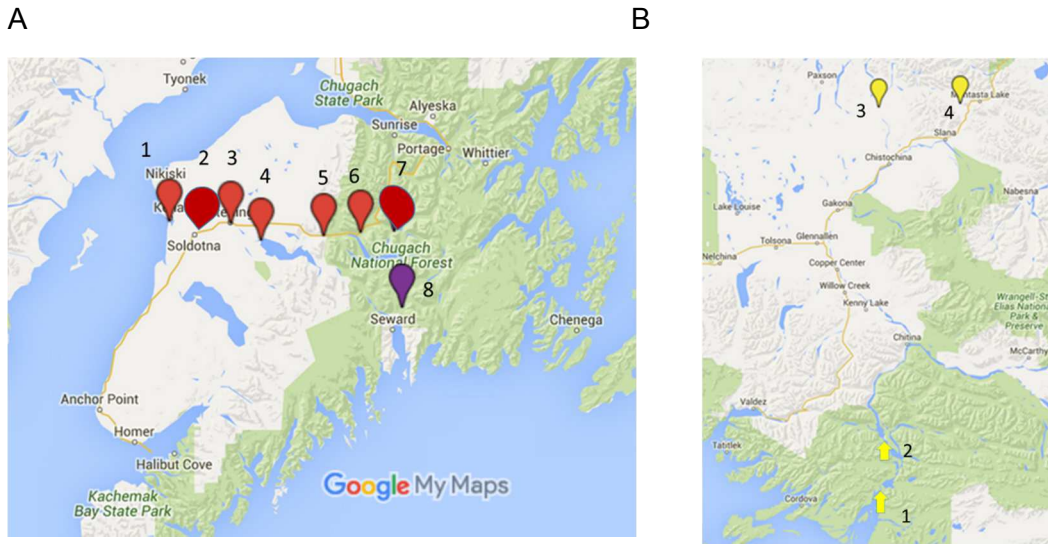 A
B
Tyonek
Chugach
State Park
Alyeska
Sunrise
Portage
Whittier
1
2
3
4
5
6
7
8
Nikiski
Soldotna
Chugach
National Forest
Seward
Chenega
Anchor Point
Homer
Halibut Cove
Kachemak
Bay State Park
Google My Maps
Paxson
3
4
Mentasta Lake
Slana
Chistochina
Nabesna
Lake Louise
Gakona
Tolsona
Glennallen
Nelchina
Copper Center
Willow Creek
Kenny Lake
Wrangell-St
Elias Nationa
Park &
Preserve
Chitina
McCarthy
Valdez
Tatitlek
2
Cordova
1